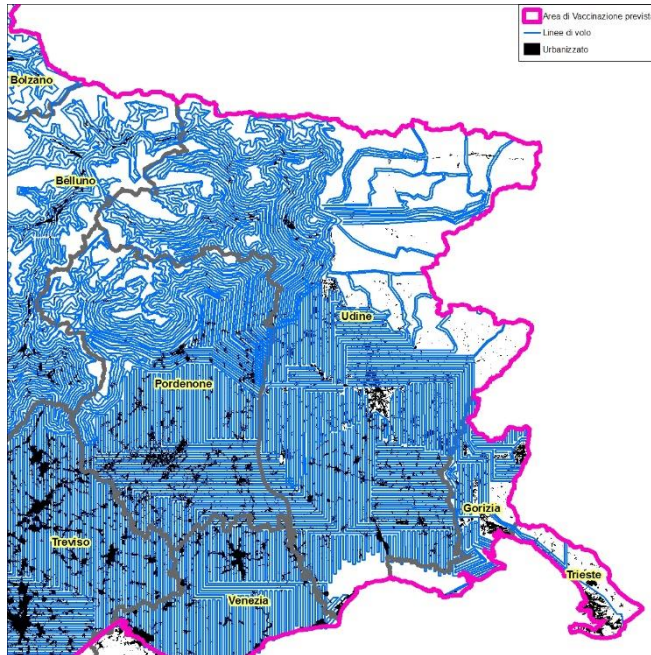 Area di Vaccinazione previst
Linee di volo
Urbanizzato
Bolzano
Belluno
Udine
Pordenone
Gorizia
Treviso
Trieste
Venezia